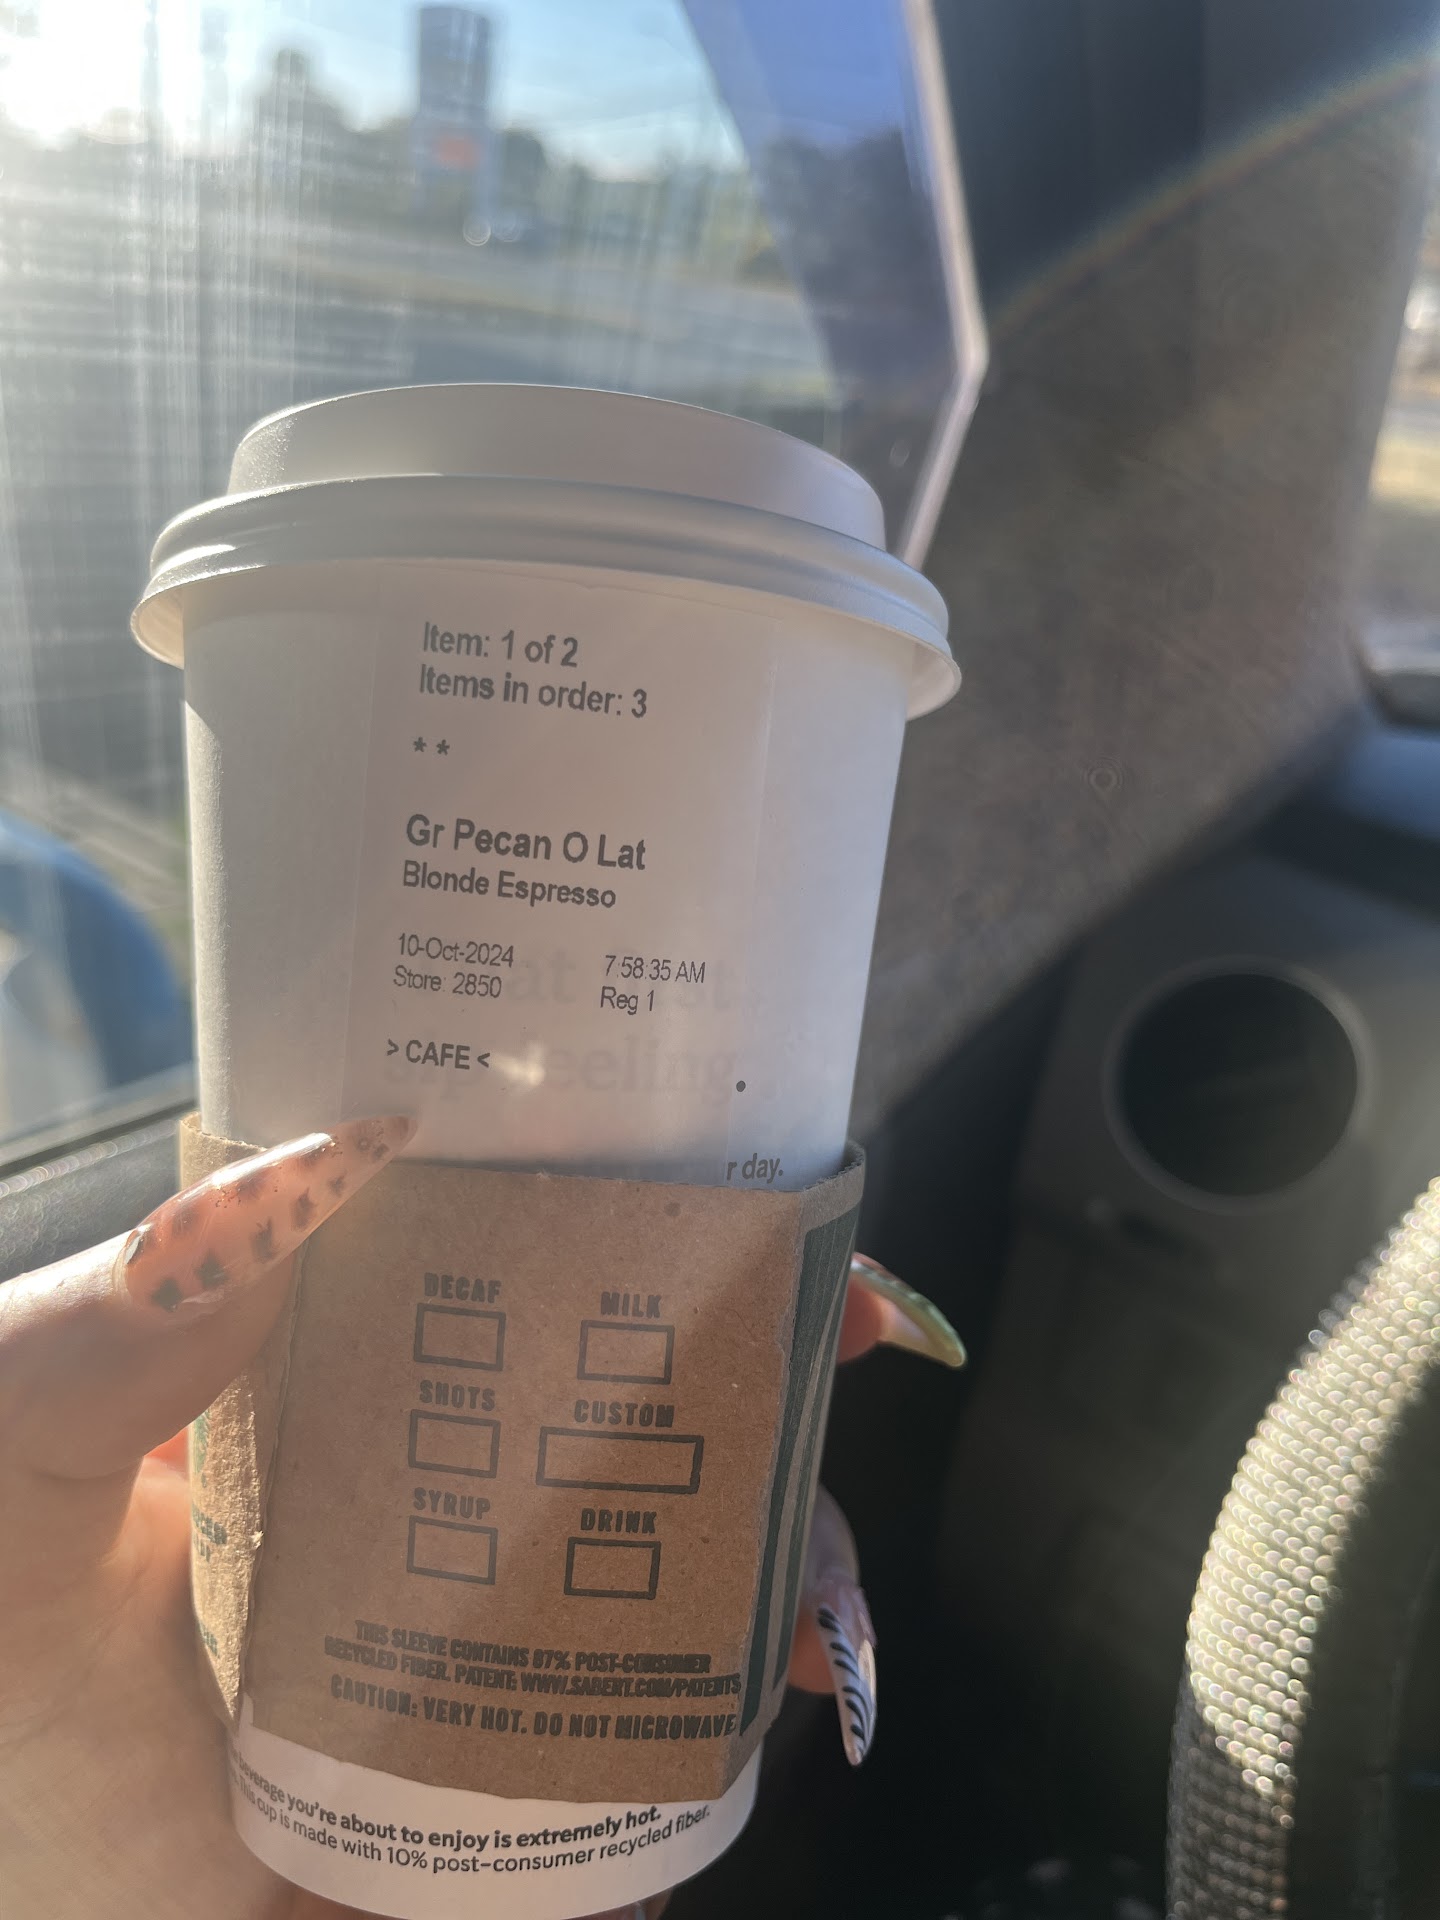 Item: 1 of 2
Items in order: 3
* *
Gr Pecan O Lat
Blonde Espresso
10-Oct-2024 7:58:35 AM
Store: 2850 Reg 1
> CAFE <
feeling
r day.
DECAF MILK
SHOTS CUSTOM
SYRUP DRINK
THIS SLEEVE CONTAINS 87% POST-CONSUMER
RECYCLED FIBER. PATENT: WWW.SABERT.COM/PATENTS
CAUTION: VERY HOT. DO NOT MICROWAVE
beverage you're about to enjoy is extremely hot.
This cup is made with 10% post-consumer recycled fiber.